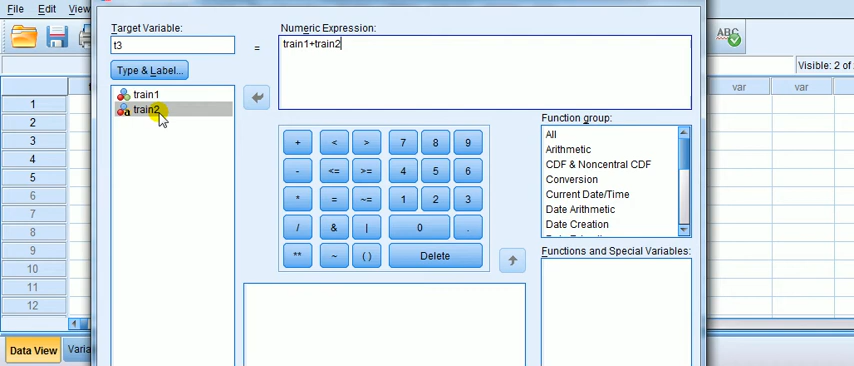 File Edit View
Target Variable:
t3
=
Numeric Expression:
train1+train2
Type & Label...
train1
train2
Visible: 2 of
var var
1
2
3
4
5
6
7
8
9
10
11
12
+ < > 7 8 9
- <= >= 4 5 6
* = ~= 1 2 3
/ & | 0 .
** ~ ( ) Delete
Function group:
All
Arithmetic
CDF & Noncentral CDF
Conversion
Current Date/Time
Date Arithmetic
Date Creation
Functions and Special Variables:
ABC
Data View